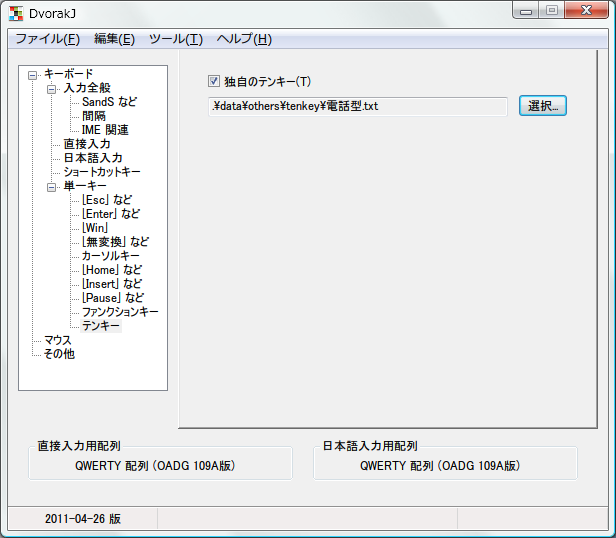 DvorakJ
ファイル(F) 編集(E) ツール(T) ヘルプ(H)
キーボード
入力全般
SandS など
間隔
IME 関連
直接入力
日本語入力
ショートカットキー
単一キー
[Esc] など
[Enter] など
[Win]
[無変換] など
カーソルキー
[Home] など
[Insert] など
[Pause] など
ファンクションキー
テンキー
マウス
その他
独自のテンキー(T)
.¥data¥others¥tenkey¥電話型.txt
選択...
直接入力用配列
QWERTY 配列 (OADG 109A版)
日本語入力用配列
QWERTY 配列 (OADG 109A版)
2011-04-26 版